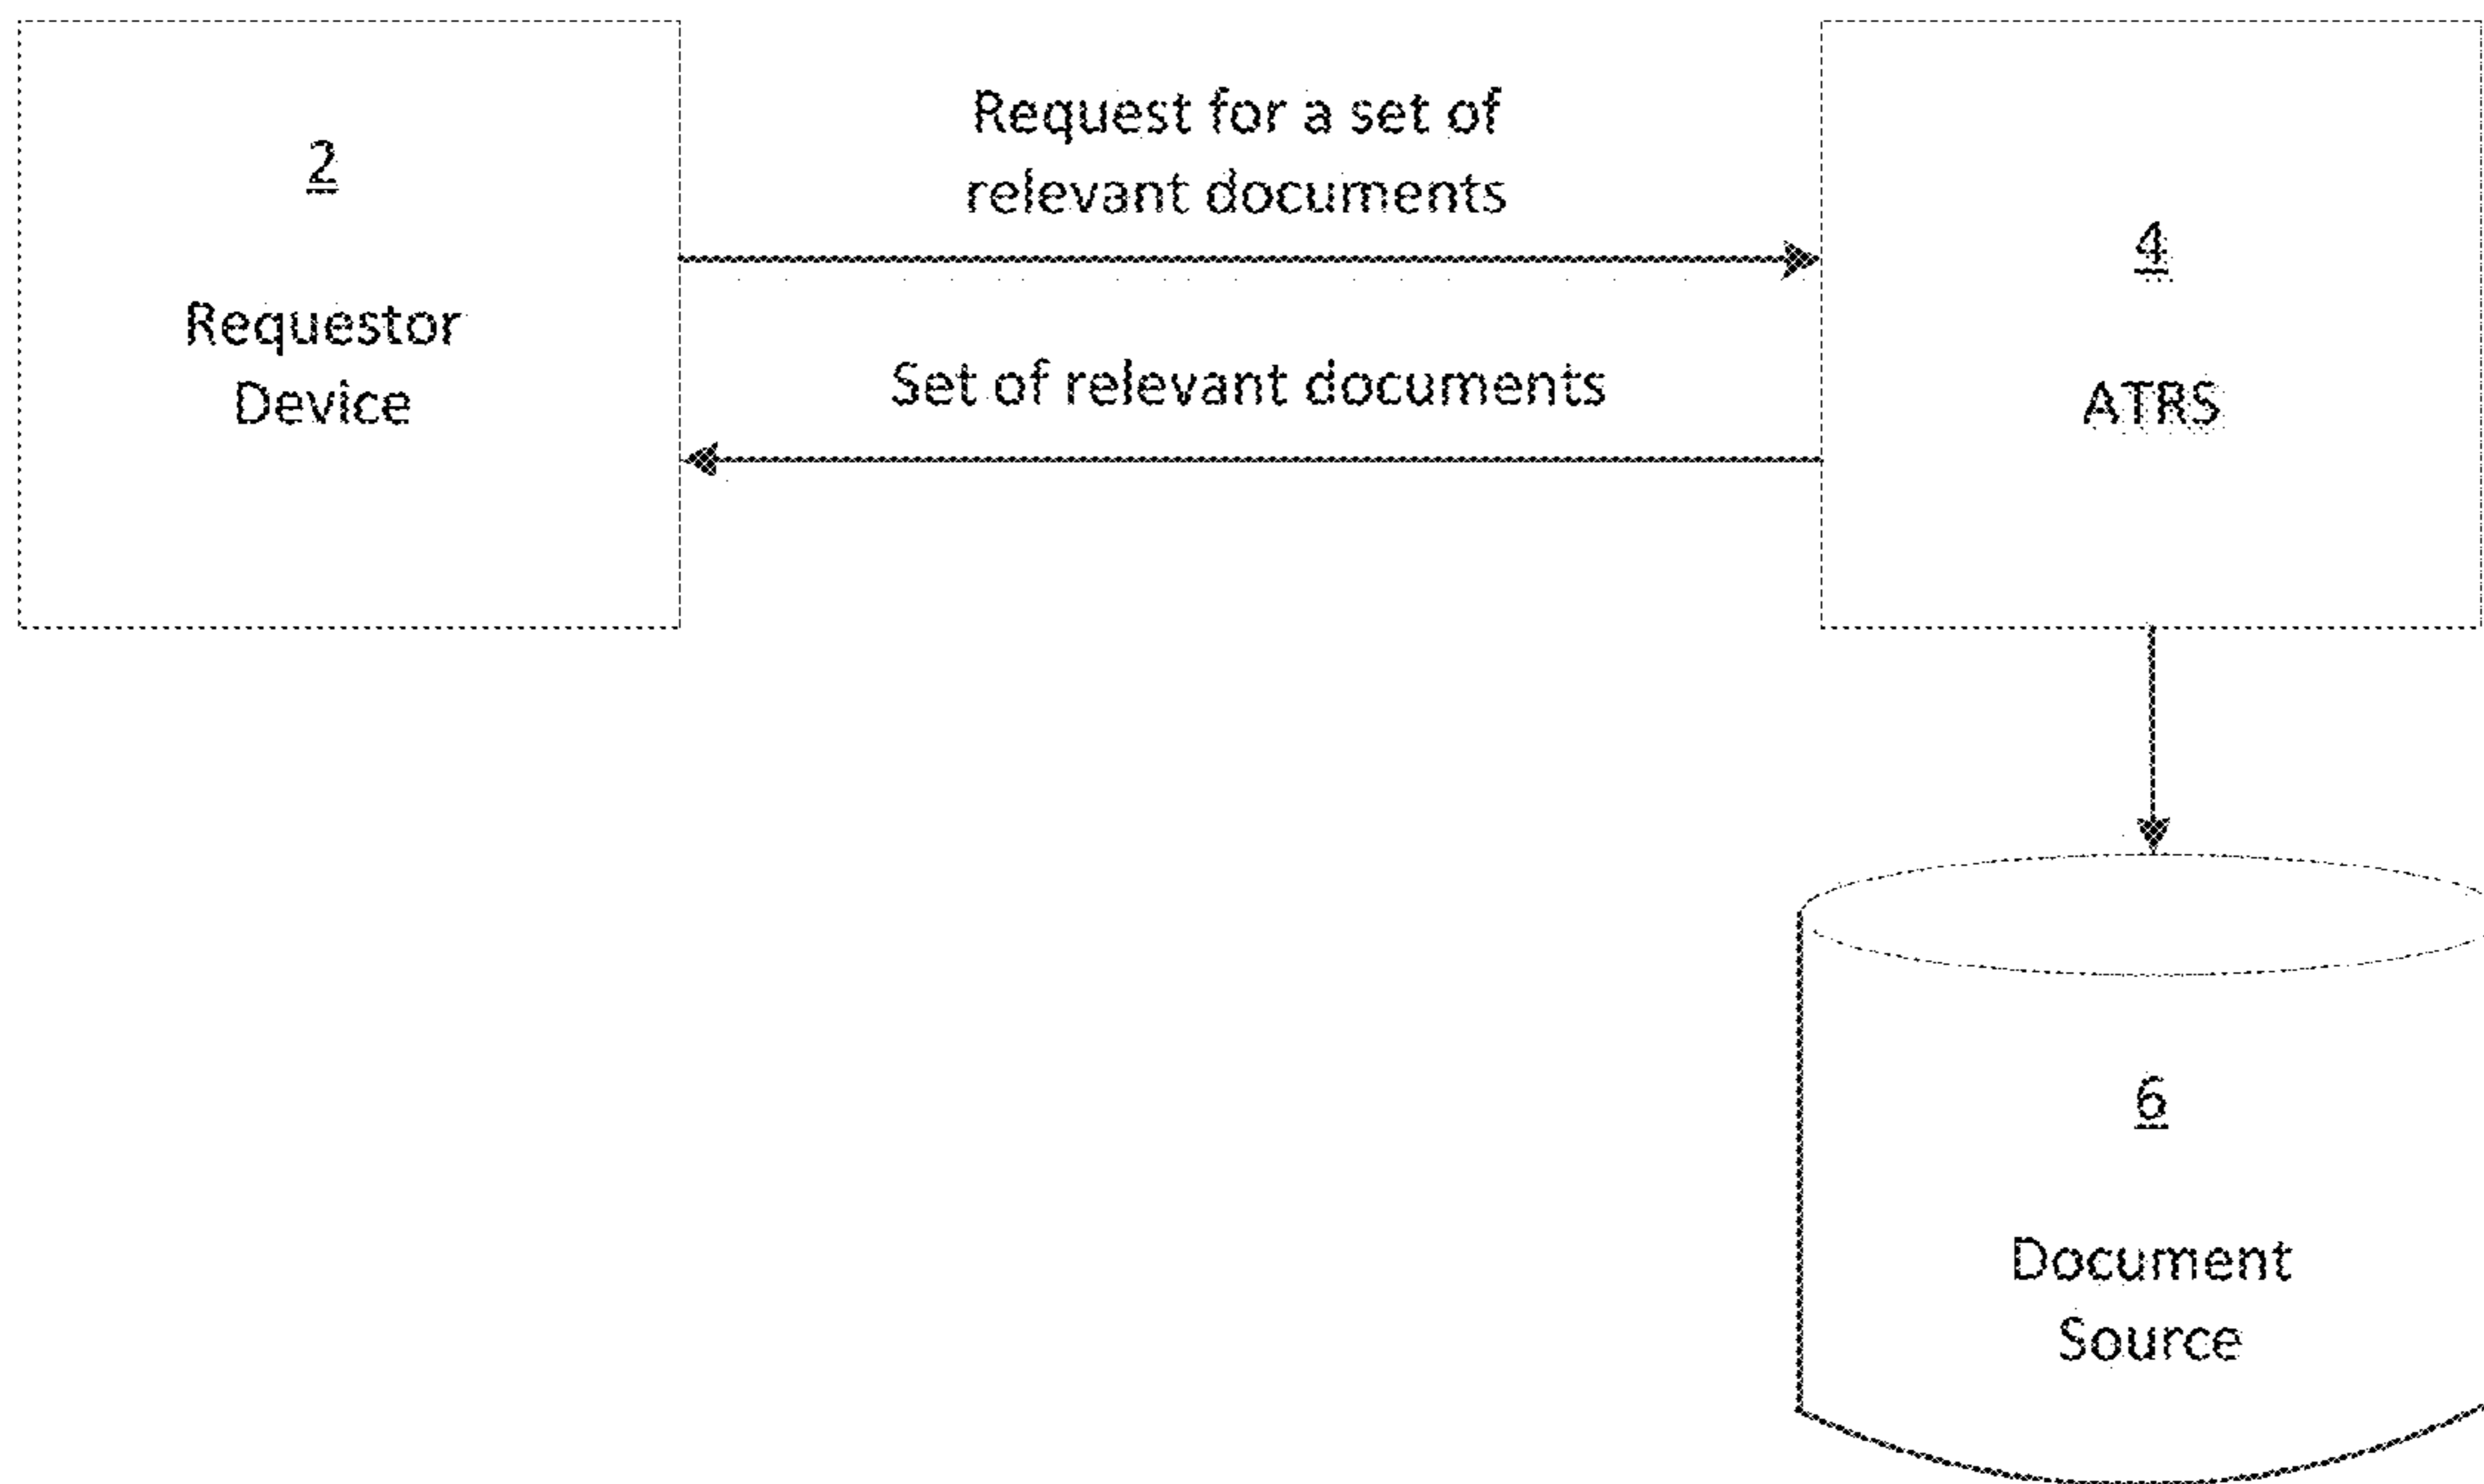 2
Requestor
Device
Request for a set of
relevant documents
Set of relevant documents
4
ATRS
6
Document
Source